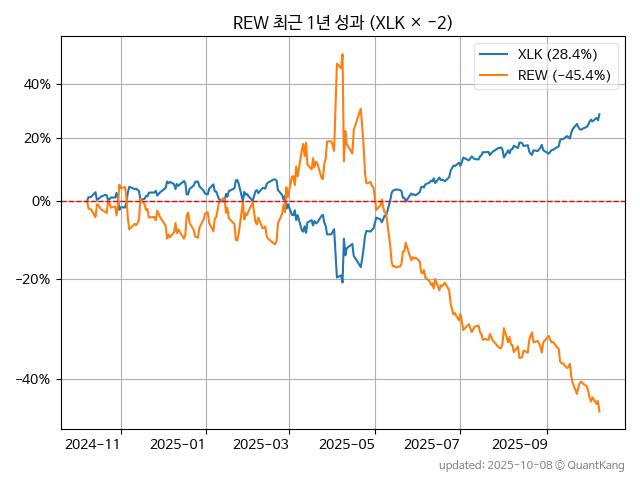 REW 최근 1년 성과 (XLK × −2)
XLK (28.4%)
REW (−45.4%)
40%
20%
0%
−20%
−40%
2024-11 2025-01 2025-03 2025-05 2025-07 2025-09
updated: 2025-10-08 © QuantKang